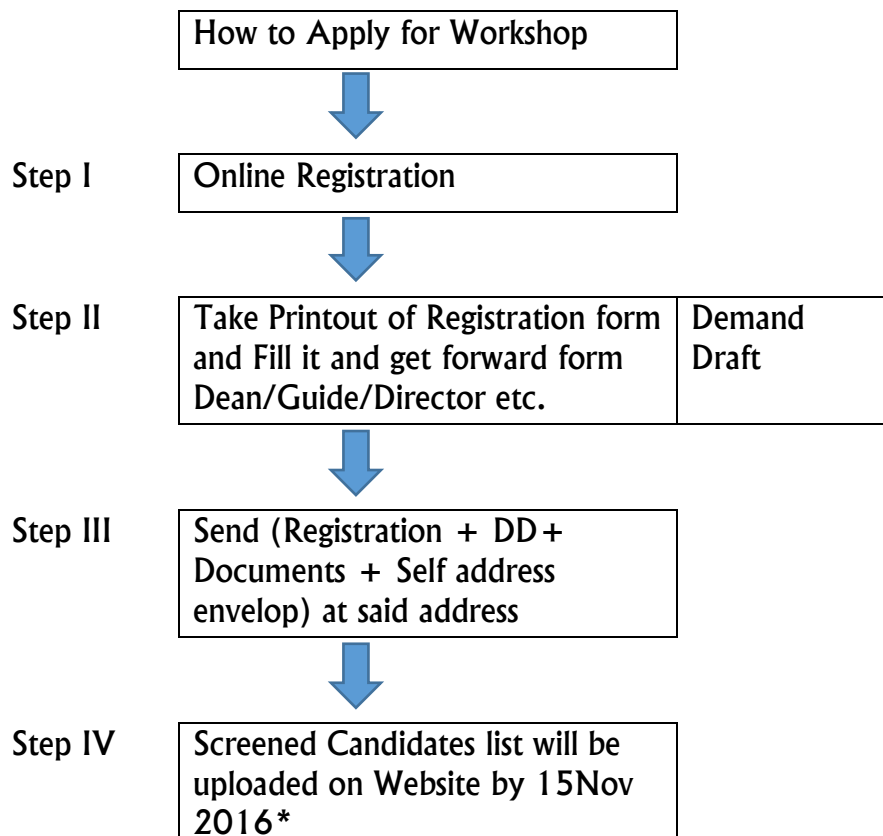 How to Apply for Workshop
Step I
Online Registration
Step II
Take Printout of Registration form
and Fill it and get forward form
Dean/Guide/Director etc.
Demand
Draft
Step III
Send (Registration + DD+
Documents + Self address
envelop) at said address
Step IV
Screened Candidates list will be
uploaded on Website by 15Nov
2016*